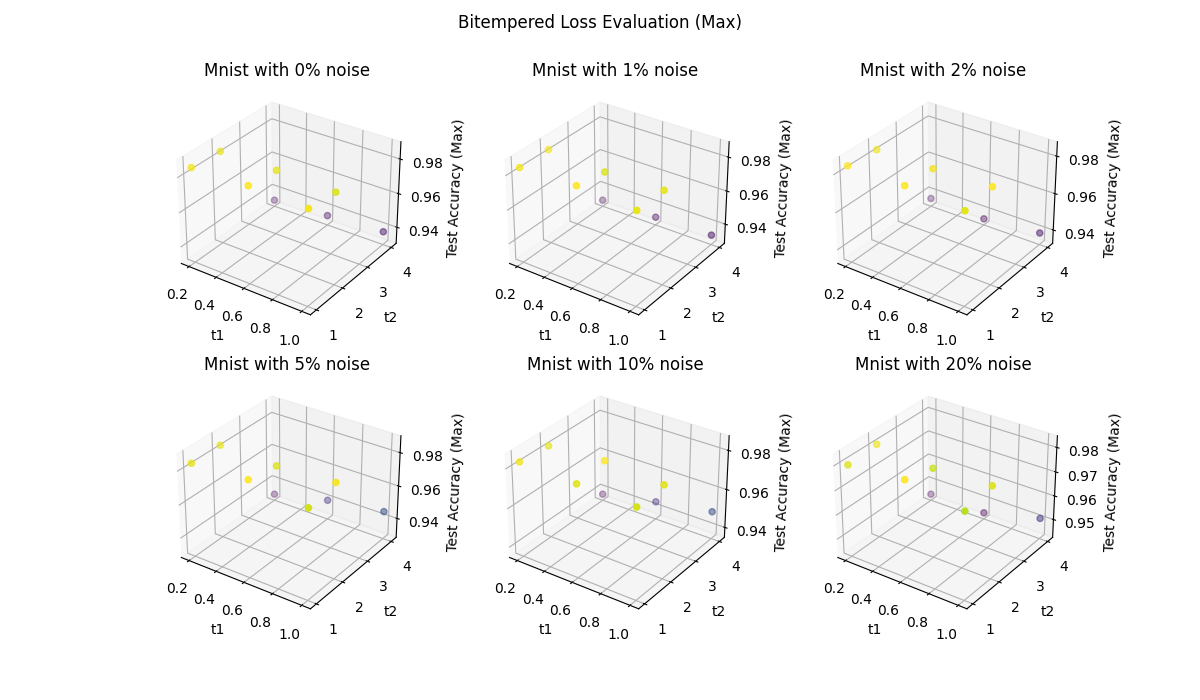 Bitempered Loss Evaluation (Max)
Mnist with 0% noise
0.98
0.96
0.94
Test Accuracy (Max)
0.2
0.4
0.6
0.8
1.0
t1
1
2
3
4
t2
Mnist with 1% noise
0.98
0.96
0.94
Test Accuracy (Max)
0.2
0.4
0.6
0.8
1.0
t1
1
2
3
4
t2
Mnist with 2% noise
0.98
0.96
0.94
Test Accuracy (Max)
0.2
0.4
0.6
0.8
1.0
t1
1
2
3
4
t2
Mnist with 5% noise
0.98
0.96
0.94
Test Accuracy (Max)
0.2
0.4
0.6
0.8
1.0
t1
1
2
3
4
t2
Mnist with 10% noise
0.98
0.96
0.94
Test Accuracy (Max)
0.2
0.4
0.6
0.8
1.0
t1
1
2
3
4
t2
Mnist with 20% noise
0.98
0.97
0.96
0.95
Test Accuracy (Max)
0.2
0.4
0.6
0.8
1.0
t1
1
2
3
4
t2